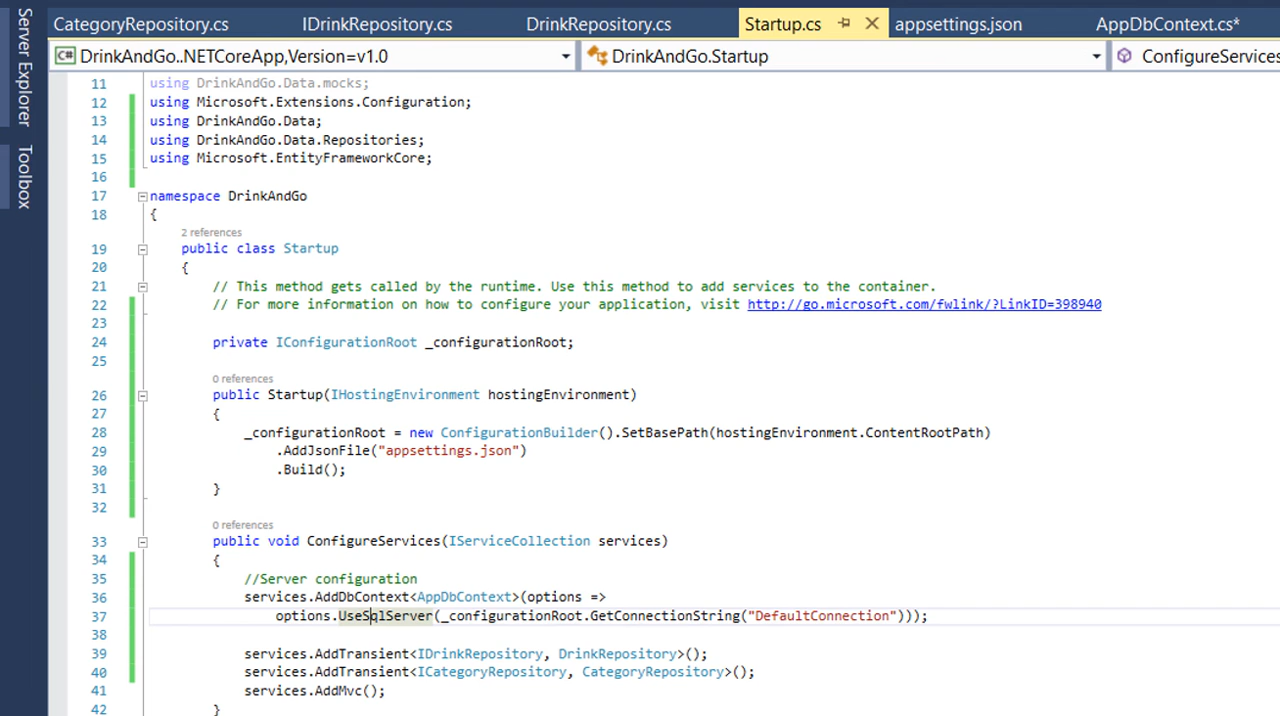 Server Explorer
Toolbox
CategoryRepository.cs IDrinkRepository.cs DrinkRepository.cs Startup.cs appsettings.json AppDbContext.cs*
C# DrinkAndGo..NETCoreApp,Version=v1.0 DrinkAndGo.Startup ConfigureServices
11 using DrinkAndGo.Data.mocks;
12 using Microsoft.Extensions.Configuration;
13 using DrinkAndGo.Data;
14 using DrinkAndGo.Data.Repositories;
15 using Microsoft.EntityFrameworkCore;
16
17 namespace DrinkAndGo
18 {
2 references
19 public class Startup
20 {
21 // This method gets called by the runtime. Use this method to add services to the container.
22 // For more information on how to configure your application, visit http://go.microsoft.com/fwlink/?LinkID=398940
23
24 private IConfigurationRoot _configurationRoot;
25
0 references
26 public Startup(IHostingEnvironment hostingEnvironment)
27 {
28 _configurationRoot = new ConfigurationBuilder().SetBasePath(hostingEnvironment.ContentRootPath)
29 .AddJsonFile("appsettings.json")
30 .Build();
31 }
32
0 references
33 public void ConfigureServices(IServiceCollection services)
34 {
35 //Server configuration
36 services.AddDbContext<AppDbContext>(options =>
37 options.UseSqlServer(_configurationRoot.GetConnectionString("DefaultConnection")));
38
39 services.AddTransient<IDrinkRepository, DrinkRepository>();
40 services.AddTransient<ICategoryRepository, CategoryRepository>();
41 services.AddMvc();
42 }